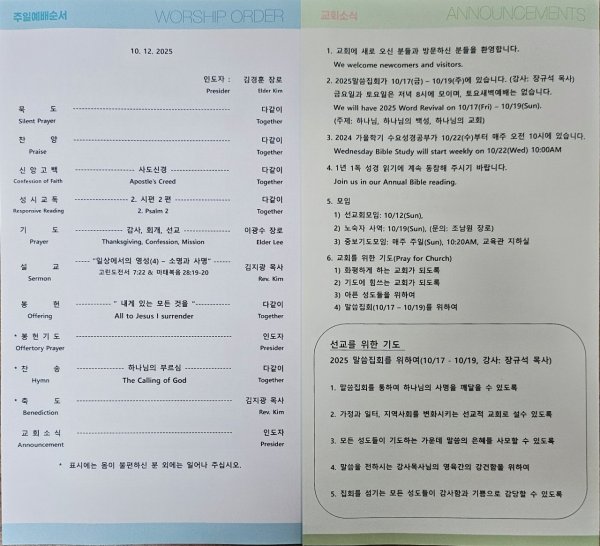 주일예배순서 WORSHIP ORDER
10. 12. 2025
인도자 : 김경훈 장로
Presider Elder Kim
묵 도 다같이
Silent Prayer Together
찬 양 다같이
Praise Together
신 앙 고 백 사도신경 다같이
Confession of Faith Apostle's Creed Together
성 시 교 독 2. 시편 2 편 다같이
Responsive Reading 2. Psalm 2 Together
기 도 감사, 회개, 선교 이광수 장로
Prayer Thanksgiving, Confession, Mission Elder Lee
설 교 "일상에서의 영성(4) – 소명과 사명" 김지광 목사
Sermon 고린도전서 7:22 & 마태복음 28:19-20 Rev. Kim
봉 헌 " 내게 있는 모든 것을 " 다같이
Offering All to Jesus I surrender Together
* 봉 헌 기 도 인도자
Offertory Prayer Presider
* 찬 송 하나님의 부르심 다같이
Hymn The Calling of God Together
* 축 도 김지광 목사
Benediction Rev. Kim
교 회 소 식 인도자
Announcement Presider
* 표시에는 몸이 불편하신 분 외에는 일어나 주십시오.
교회소식 ANNOUNCEMENTS
1. 교회에 새로 오신 분들과 방문하신 분들을 환영합니다.
We welcome newcomers and visitors.
2. 2025말씀집회가 10/17(금) – 10/19(주)에 있습니다. (강사: 장규석 목사)
금요일과 토요일은 저녁 8시에 모이며, 토요새벽예배는 없습니다.
We will have 2025 Word Revival on 10/17(Fri) – 10/19(Sun).
(주제: 하나님, 하나님의 백성, 하나님의 교회)
3. 2024 가을학기 수요성경공부가 10/22(수)부터 매주 오전 10시에 있습니다.
Wednesday Bible Study will start weekly on 10/22(Wed) 10:00AM
4. 1년 1독 성경 읽기에 계속 동참해 주시기 바랍니다.
Join us in our Annual Bible reading.
5. 모임
1) 선교회모임: 10/12(Sun),
2) 노숙자 사역: 10/19(Sun), (문의: 조남원 장로)
3) 중보기도모임: 매주 주일(Sun), 10:20AM, 교육관 지하실
6. 교회를 위한 기도(Pray for Church)
1) 화평하게 하는 교회가 되도록
2) 기도에 힘쓰는 교회가 되도록
3) 아픈 성도들을 위하여
4) 말씀집회(10/17 – 10/19)를 위하여
선교를 위한 기도
2025 말씀집회를 위하여(10/17 - 10/19, 강사: 장규석 목사)
1. 말씀집회를 통하여 하나님의 사명을 깨달을 수 있도록
2. 가정과 일터, 지역사회를 변화시키는 선교적 교회로 설수 있도록
3. 모든 성도들이 기도하는 가운데 말씀의 은혜를 사모할 수 있도록
4. 말씀을 전하시는 강사목사님의 영육간의 강건함을 위하여
5. 집회를 섬기는 모든 성도들이 감사함과 기쁨으로 감당할 수 있도록